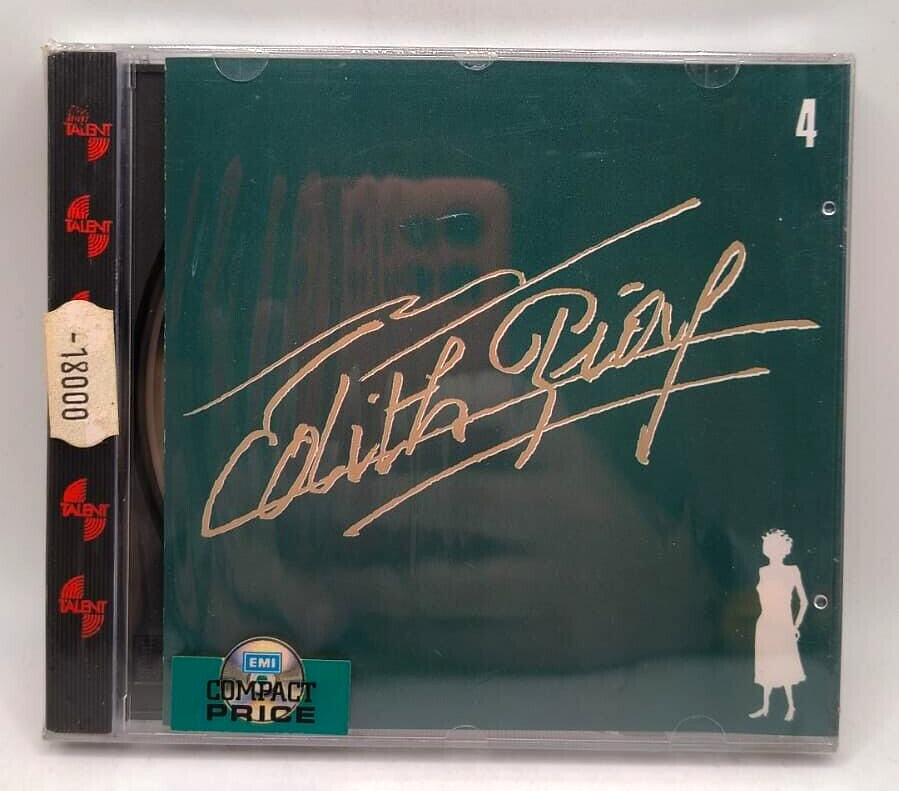 TALENT
TALENT
-18000
TALENT
TALENT
4
Edith Piaf
EMI
COMPACT
PRICE